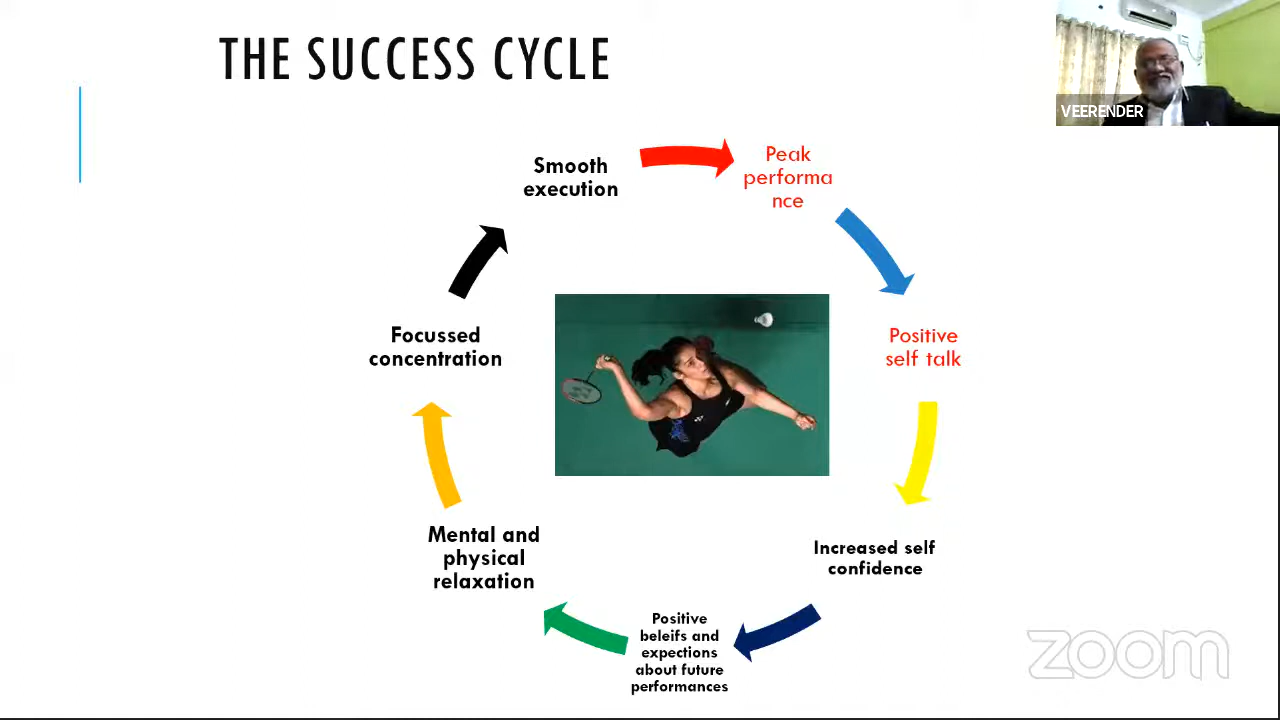 THE SUCCESS CYCLE
VEERENDER
Smooth
execution
Peak
performa
nce
Positive
self talk
Increased self
confidence
Positive
beleifs and
expections
about future
performances
Mental and
physical
relaxation
Focussed
concentration
zoom